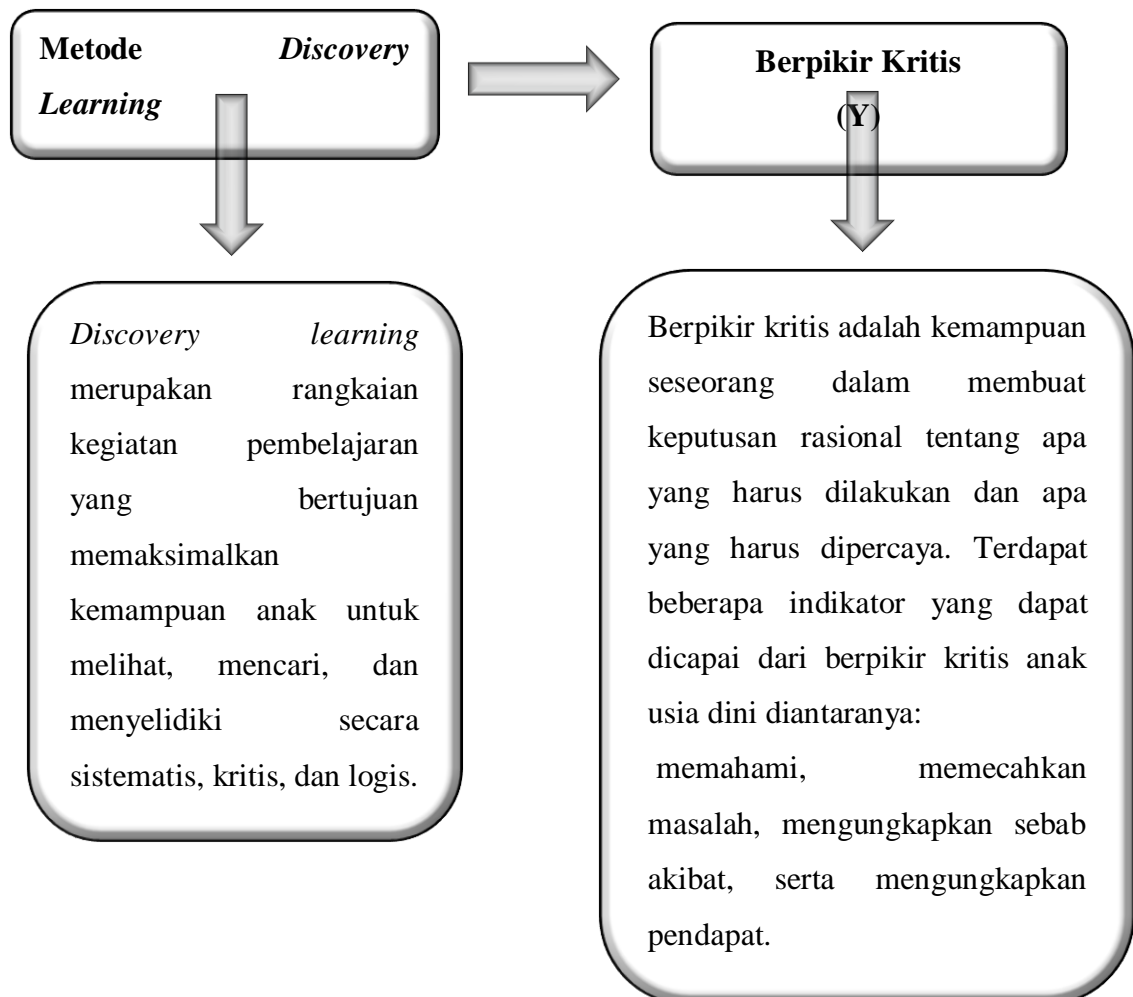 Metode Discovery
Learning
Berpikir Kritis
(Y)
Discovery learning
merupakan rangkaian
kegiatan pembelajaran
yang bertujuan
memaksimalkan
kemampuan anak untuk
melihat, mencari, dan
menyelidiki secara
sistematis, kritis, dan logis.
Berpikir kritis adalah kemampuan
seseorang dalam membuat
keputusan rasional tentang apa
yang harus dilakukan dan apa
yang harus dipercaya. Terdapat
beberapa indikator yang dapat
dicapai dari berpikir kritis anak
usia dini diantaranya:
memahami, memecahkan
masalah, mengungkapkan sebab
akibat, serta mengungkapkan
pendapat.